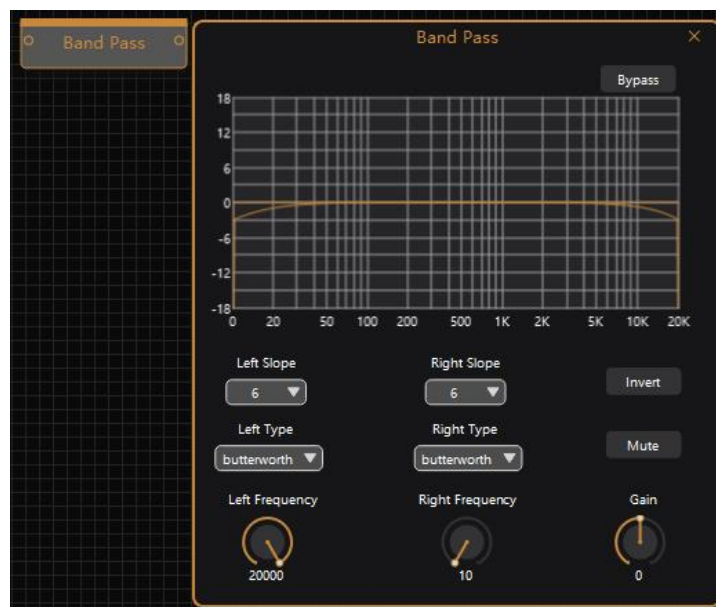 Band Pass
Band Pass ×
Bypass
18
12
6
0
-6
-12
-18
0 20 50 100 200 500 1K 2K 5K 10K 20K
Left Slope Right Slope
6 6 Invert
Left Type Right Type
butterworth butterworth Mute
Left Frequency Right Frequency Gain
20000 10 0